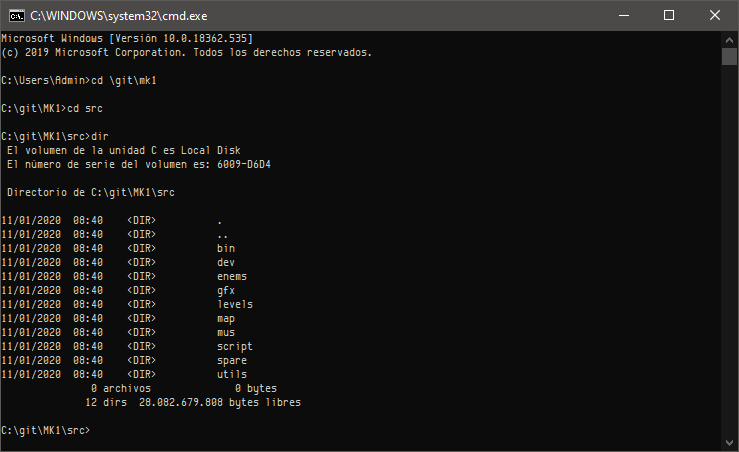 C:\WINDOWS\system32\cmd.exe
Microsoft Windows [Versión 10.0.18362.535]
(c) 2019 Microsoft Corporation. Todos los derechos reservados.
C:\Users\Admin>cd \git\mk1
C:\git\MK1>cd src
C:\git\MK1\src>dir
 El volumen de la unidad C es Local Disk
 El número de serie del volumen es: 6009-D6D4
 Directorio de C:\git\MK1\src
11/01/2020  08:40    <DIR>          .
11/01/2020  08:40    <DIR>          ..
11/01/2020  08:40    <DIR>          bin
11/01/2020  08:40    <DIR>          dev
11/01/2020  08:40    <DIR>          enems
11/01/2020  08:40    <DIR>          gfx
11/01/2020  08:40    <DIR>          levels
11/01/2020  08:40    <DIR>          map
11/01/2020  08:40    <DIR>          mus
11/01/2020  08:40    <DIR>          script
11/01/2020  08:40    <DIR>          spare
11/01/2020  08:40    <DIR>          utils
               0 archivos              0 bytes
              12 dirs  28.082.679.808 bytes libres
C:\git\MK1\src>